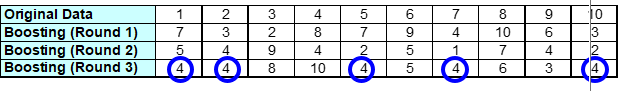 Original Data 1 2 3 4 5 6 7 8 9 10
Boosting (Round 1) 7 3 2 8 7 9 4 10 6 3
Boosting (Round 2) 5 4 9 4 2 5 1 7 4 2
Boosting (Round 3) 4 4 8 10 4 5 4 6 3 4